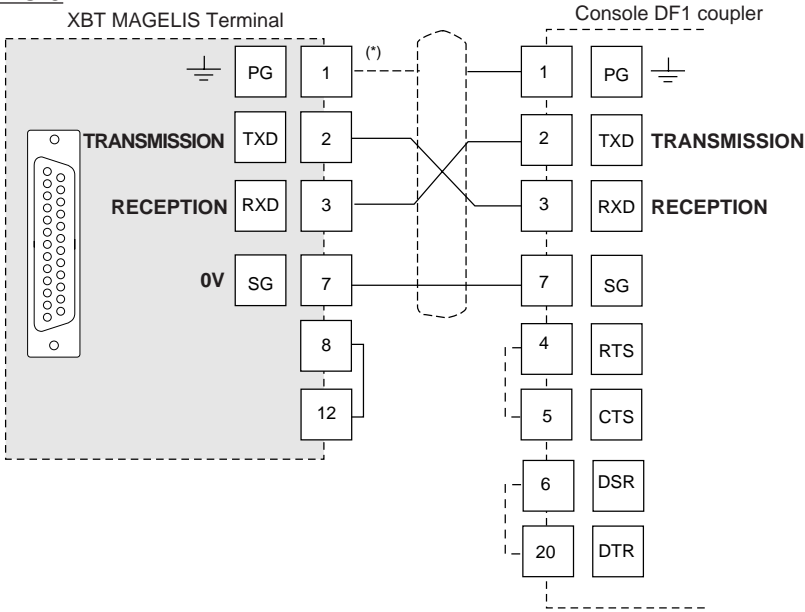 XBT MAGELIS Terminal
Console DF1 coupler
PG 1 (*) 1 PG
TRANSMISSION TXD 2 2 TXD TRANSMISSION
RECEPTION RXD 3 3 RXD RECEPTION
0V SG 7 7 SG
8 4 RTS
12 5 CTS
6 DSR
20 DTR